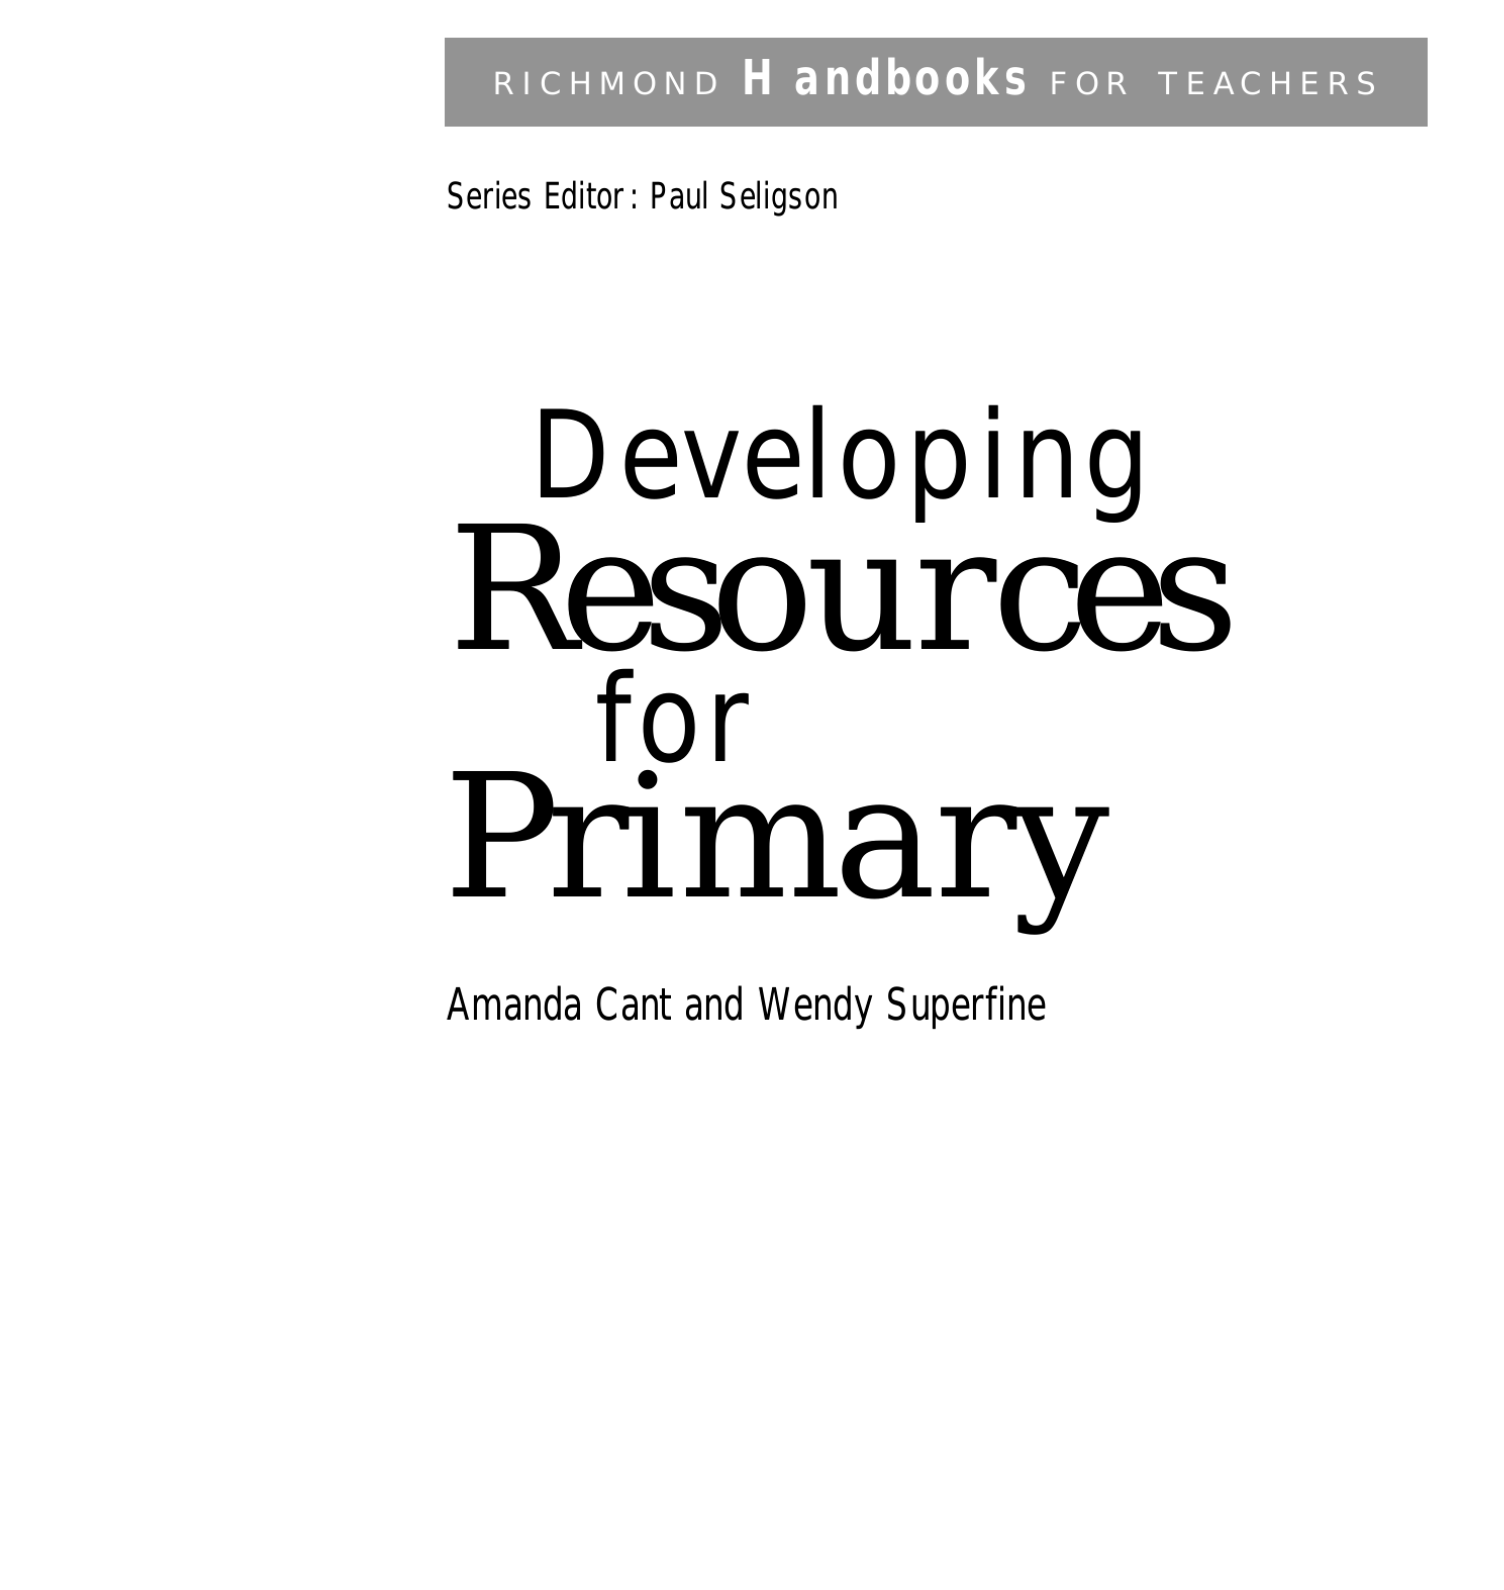 RICHMOND Handbooks FOR TEACHERS
Series Editor: Paul Seligson
Developing
Resources
for
Primary
Amanda Cant and Wendy Superfine